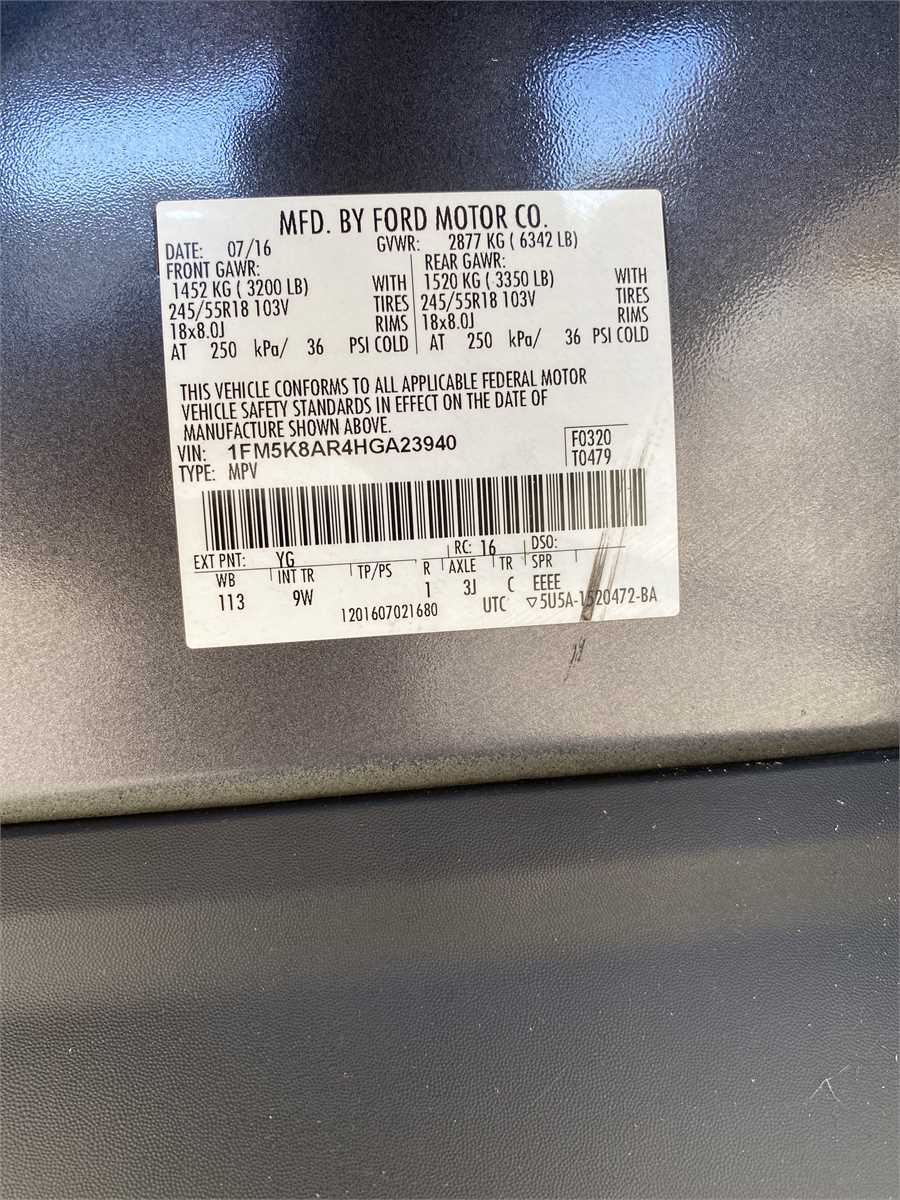 MFD. BY FORD MOTOR CO.
DATE: 07/16 GVWR: 2877 KG ( 6342 LB)
FRONT GAWR: REAR GAWR:
1452 KG ( 3200 LB) WITH 1520 KG ( 3350 LB) WITH
245/55R18 103V TIRES 245/55R18 103V TIRES
18x8.0J RIMS 18x8.0J RIMS
AT 250 kPa/ 36 PSI COLD AT 250 kPa/ 36 PSI COLD
THIS VEHICLE CONFORMS TO ALL APPLICABLE FEDERAL MOTOR
VEHICLE SAFETY STANDARDS IN EFFECT ON THE DATE OF
MANUFACTURE SHOWN ABOVE.
VIN: 1FM5K8AR4HGA23940 F0320
TYPE: MPV T0479
EXT PNT: YG RC: 16 DSO:
WB INT TR TP/PS R AXLE TR SPR
113 9W 1 3J C EEEE
1201607021680 UTC ▽5U5A-1520472-BA